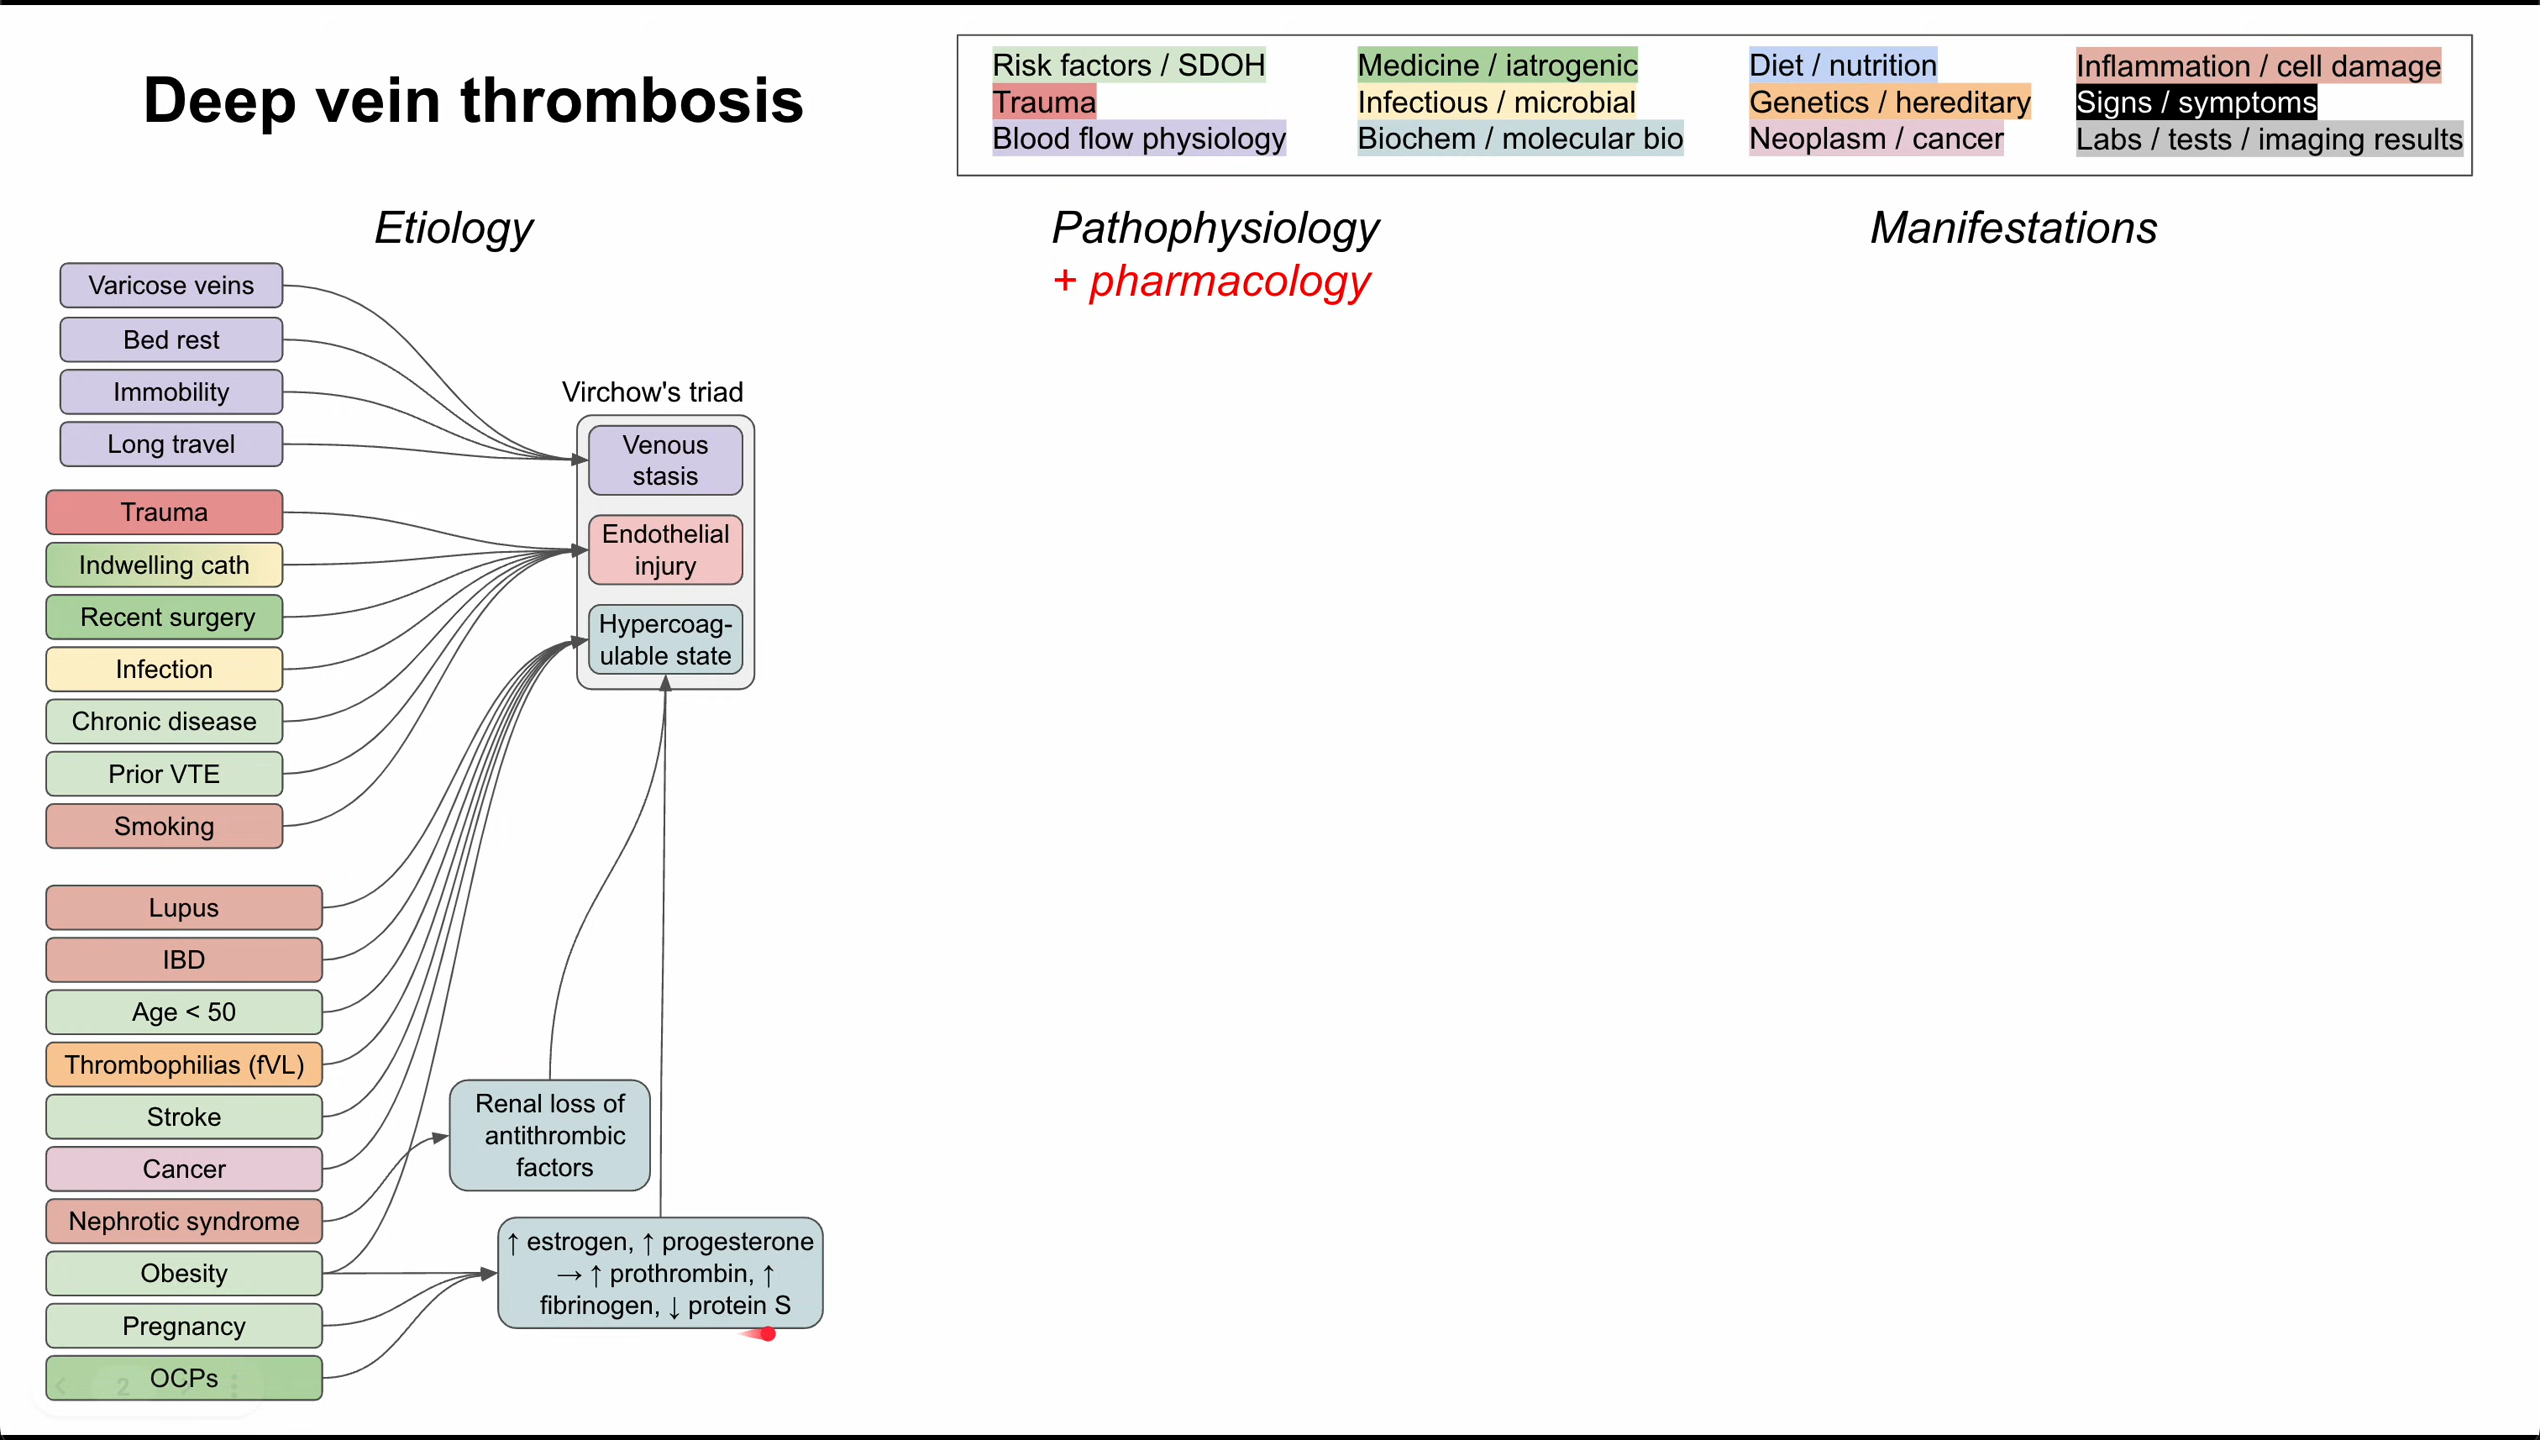 Deep vein thrombosis
Risk factors / SDOH
Trauma
Blood flow physiology
Medicine / iatrogenic
Infectious / microbial
Biochem / molecular bio
Diet / nutrition
Genetics / hereditary
Neoplasm / cancer
Inflammation / cell damage
Signs / symptoms
Labs / tests / imaging results
Etiology
Pathophysiology
+ pharmacology
Manifestations
Varicose veins
Bed rest
Immobility
Long travel
Trauma
Indwelling cath
Recent surgery
Infection
Chronic disease
Prior VTE
Smoking
Lupus
IBD
Age < 50
Thrombophilias (fVL)
Stroke
Cancer
Nephrotic syndrome
Obesity
Pregnancy
OCPs
2
Virchow's triad
Venous
stasis
Endothelial
injury
Hypercoag-
ulable state
Renal loss of
antithrombic
factors
↑ estrogen, ↑ progesterone
→ ↑ prothrombin, ↑
fibrinogen, ↓ protein S